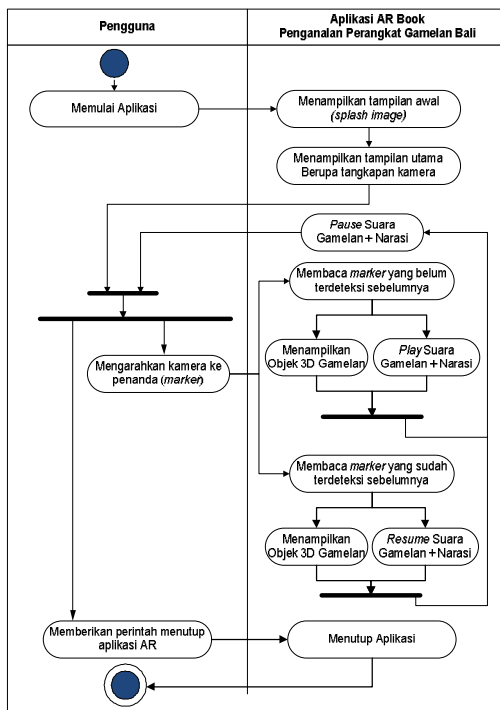 Pengguna
Aplikasi AR Book
Penganalan Perangkat Gamelan Bali
Memulai Aplikasi
Menampilkan tampilan awal
(splash image)
Menampilkan tampilan utama
Berupa tangkapan kamera
Pause Suara
Gamelan + Narasi
Membaca marker yang belum
terdeteksi sebelumnya
Menampilkan
Objek 3D Gamelan
Play Suara
Gamelan + Narasi
Mengarahkan kamera ke
penanda (marker)
Membaca marker yang sudah
terdeteksi sebelumnya
Menampilkan
Objek 3D Gamelan
Resume Suara
Gamelan + Narasi
Memberikan perintah menutup
aplikasi AR
Menutup Aplikasi